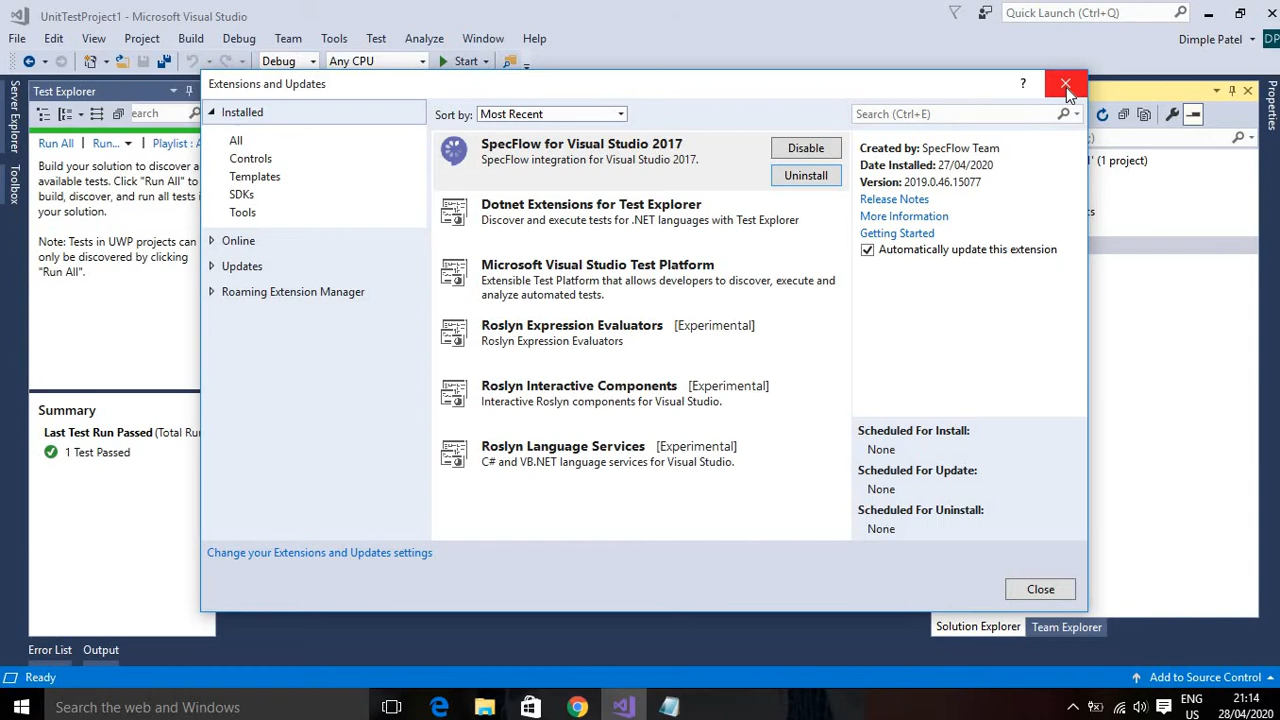 UnitTestProject1 - Microsoft Visual Studio
Quick Launch (Ctrl+Q)
File Edit View Project Build Debug Team Tools Test Analyze Window Help
Dimple Patel DP
Debug Any CPU Start
Server Explorer
Toolbox
Test Explorer
earch
Run All Run... Playlist :
Build your solution to discover a
available tests. Click "Run All" to
build, discover, and run all tests i
your solution.
Note: Tests in UWP projects can
only be discovered by clicking
"Run All".
Summary
Last Test Run Passed (Total Ru
1 Test Passed
Extensions and Updates
?
Installed
All
Controls
Templates
SDKs
Tools
Online
Updates
Roaming Extension Manager
Sort by: Most Recent
Search (Ctrl+E)
SpecFlow for Visual Studio 2017
SpecFlow integration for Visual Studio 2017.
Disable
Uninstall
Dotnet Extensions for Test Explorer
Discover and execute tests for .NET languages with Test Explorer
Microsoft Visual Studio Test Platform
Extensible Test Platform that allows developers to discover, execute and
analyze automated tests.
Roslyn Expression Evaluators [Experimental]
Roslyn Expression Evaluators
Roslyn Interactive Components [Experimental]
Interactive Roslyn components for Visual Studio.
Roslyn Language Services [Experimental]
C# and VB.NET language services for Visual Studio.
Created by: SpecFlow Team
Date Installed: 27/04/2020
Version: 2019.0.46.15077
Release Notes
More Information
Getting Started
Automatically update this extension
Scheduled For Install:
None
Scheduled For Update:
None
Scheduled For Uninstall:
None
Change your Extensions and Updates settings
Close
' (1 project)
ts
Properties
Solution Explorer Team Explorer
Error List Output
Ready
Add to Source Control
Search the web and Windows
ENG
US
21:14
28/04/2020